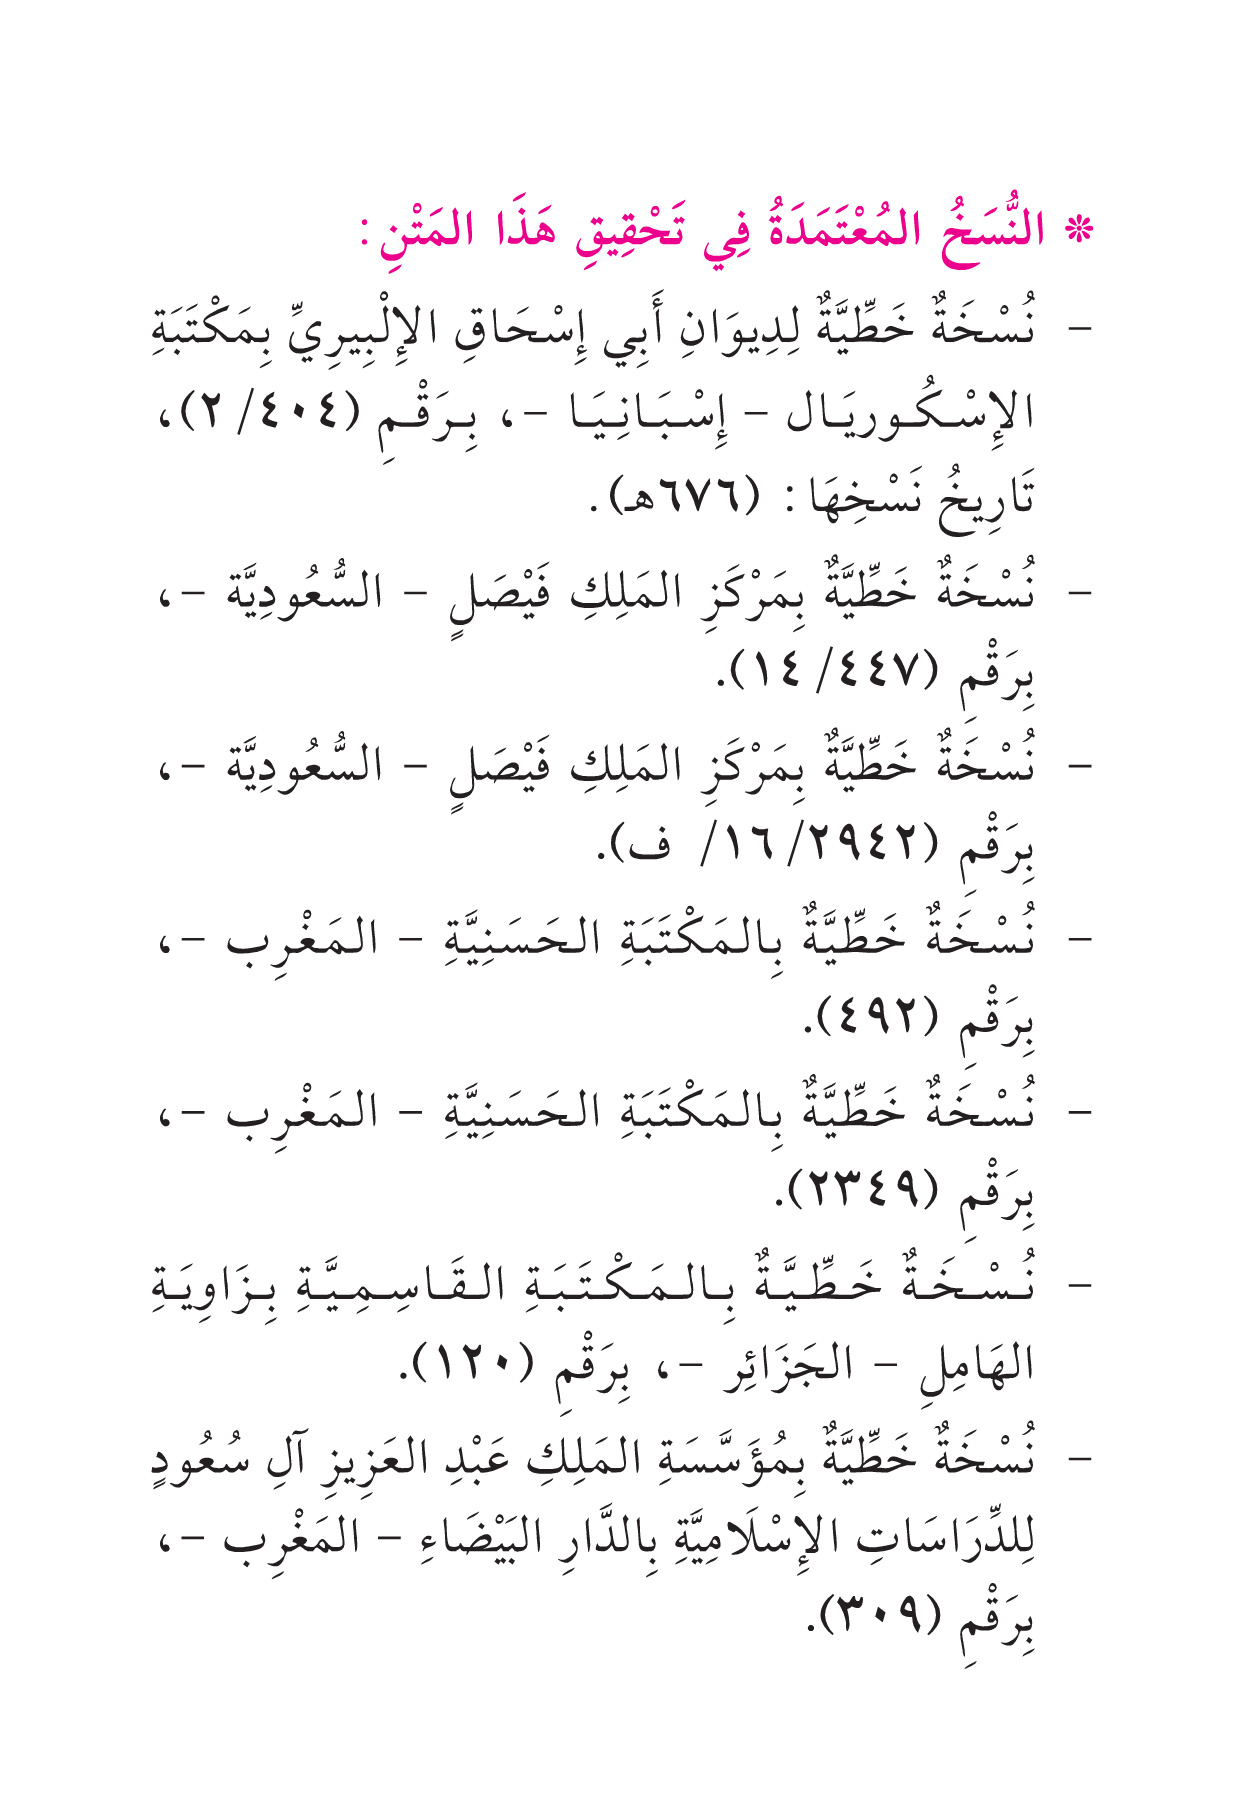 ❋ النُّسَخُ المُعْتَمَدَةُ فِي تَحْقِيقِ هَذَا المَتْنِ:
– نُسْخَةٌ خَطِّيَّةٌ لِدِيوَانِ أَبِي إِسْحَاقِ الإِلْبِيرِيِّ بِمَكْتَبَةِ
الإِسْكُورِيَال – إِسْبَانِيَا –، بِرَقْمِ (٤٠٤/ ٢)،
تَارِيخُ نَسْخِهَا: (٦٧٦هـ).
– نُسْخَةٌ خَطِّيَّةٌ بِمَرْكَزِ المَلِكِ فَيْصَلٍ – السُّعُودِيَّة –،
بِرَقْمِ (٤٤٧/ ١٤).
– نُسْخَةٌ خَطِّيَّةٌ بِمَرْكَزِ المَلِكِ فَيْصَلٍ – السُّعُودِيَّة –،
بِرَقْمِ (٢٩٤٢/ ١٦/ ف).
– نُسْخَةٌ خَطِّيَّةٌ بِالمَكْتَبَةِ الحَسَنِيَّةِ – المَغْرِب –،
بِرَقْمِ (٤٩٢).
– نُسْخَةٌ خَطِّيَّةٌ بِالمَكْتَبَةِ الحَسَنِيَّةِ – المَغْرِب –،
بِرَقْمِ (٢٣٤٩).
– نُسْخَةٌ خَطِّيَّةٌ بِالمَكْتَبَةِ القَاسِمِيَّةِ بِزَاوِيَةِ
الهَامِلِ – الجَزَائِر –، بِرَقْمِ (١٢٠).
– نُسْخَةٌ خَطِّيَّةٌ بِمُؤَسَّسَةِ المَلِكِ عَبْدِ العَزِيزِ آلِ سُعُودٍ
لِلدِّرَاسَاتِ الإِسْلَامِيَّةِ بِالدَّارِ البَيْضَاءِ – المَغْرِب –،
بِرَقْمِ (٣٠٩).